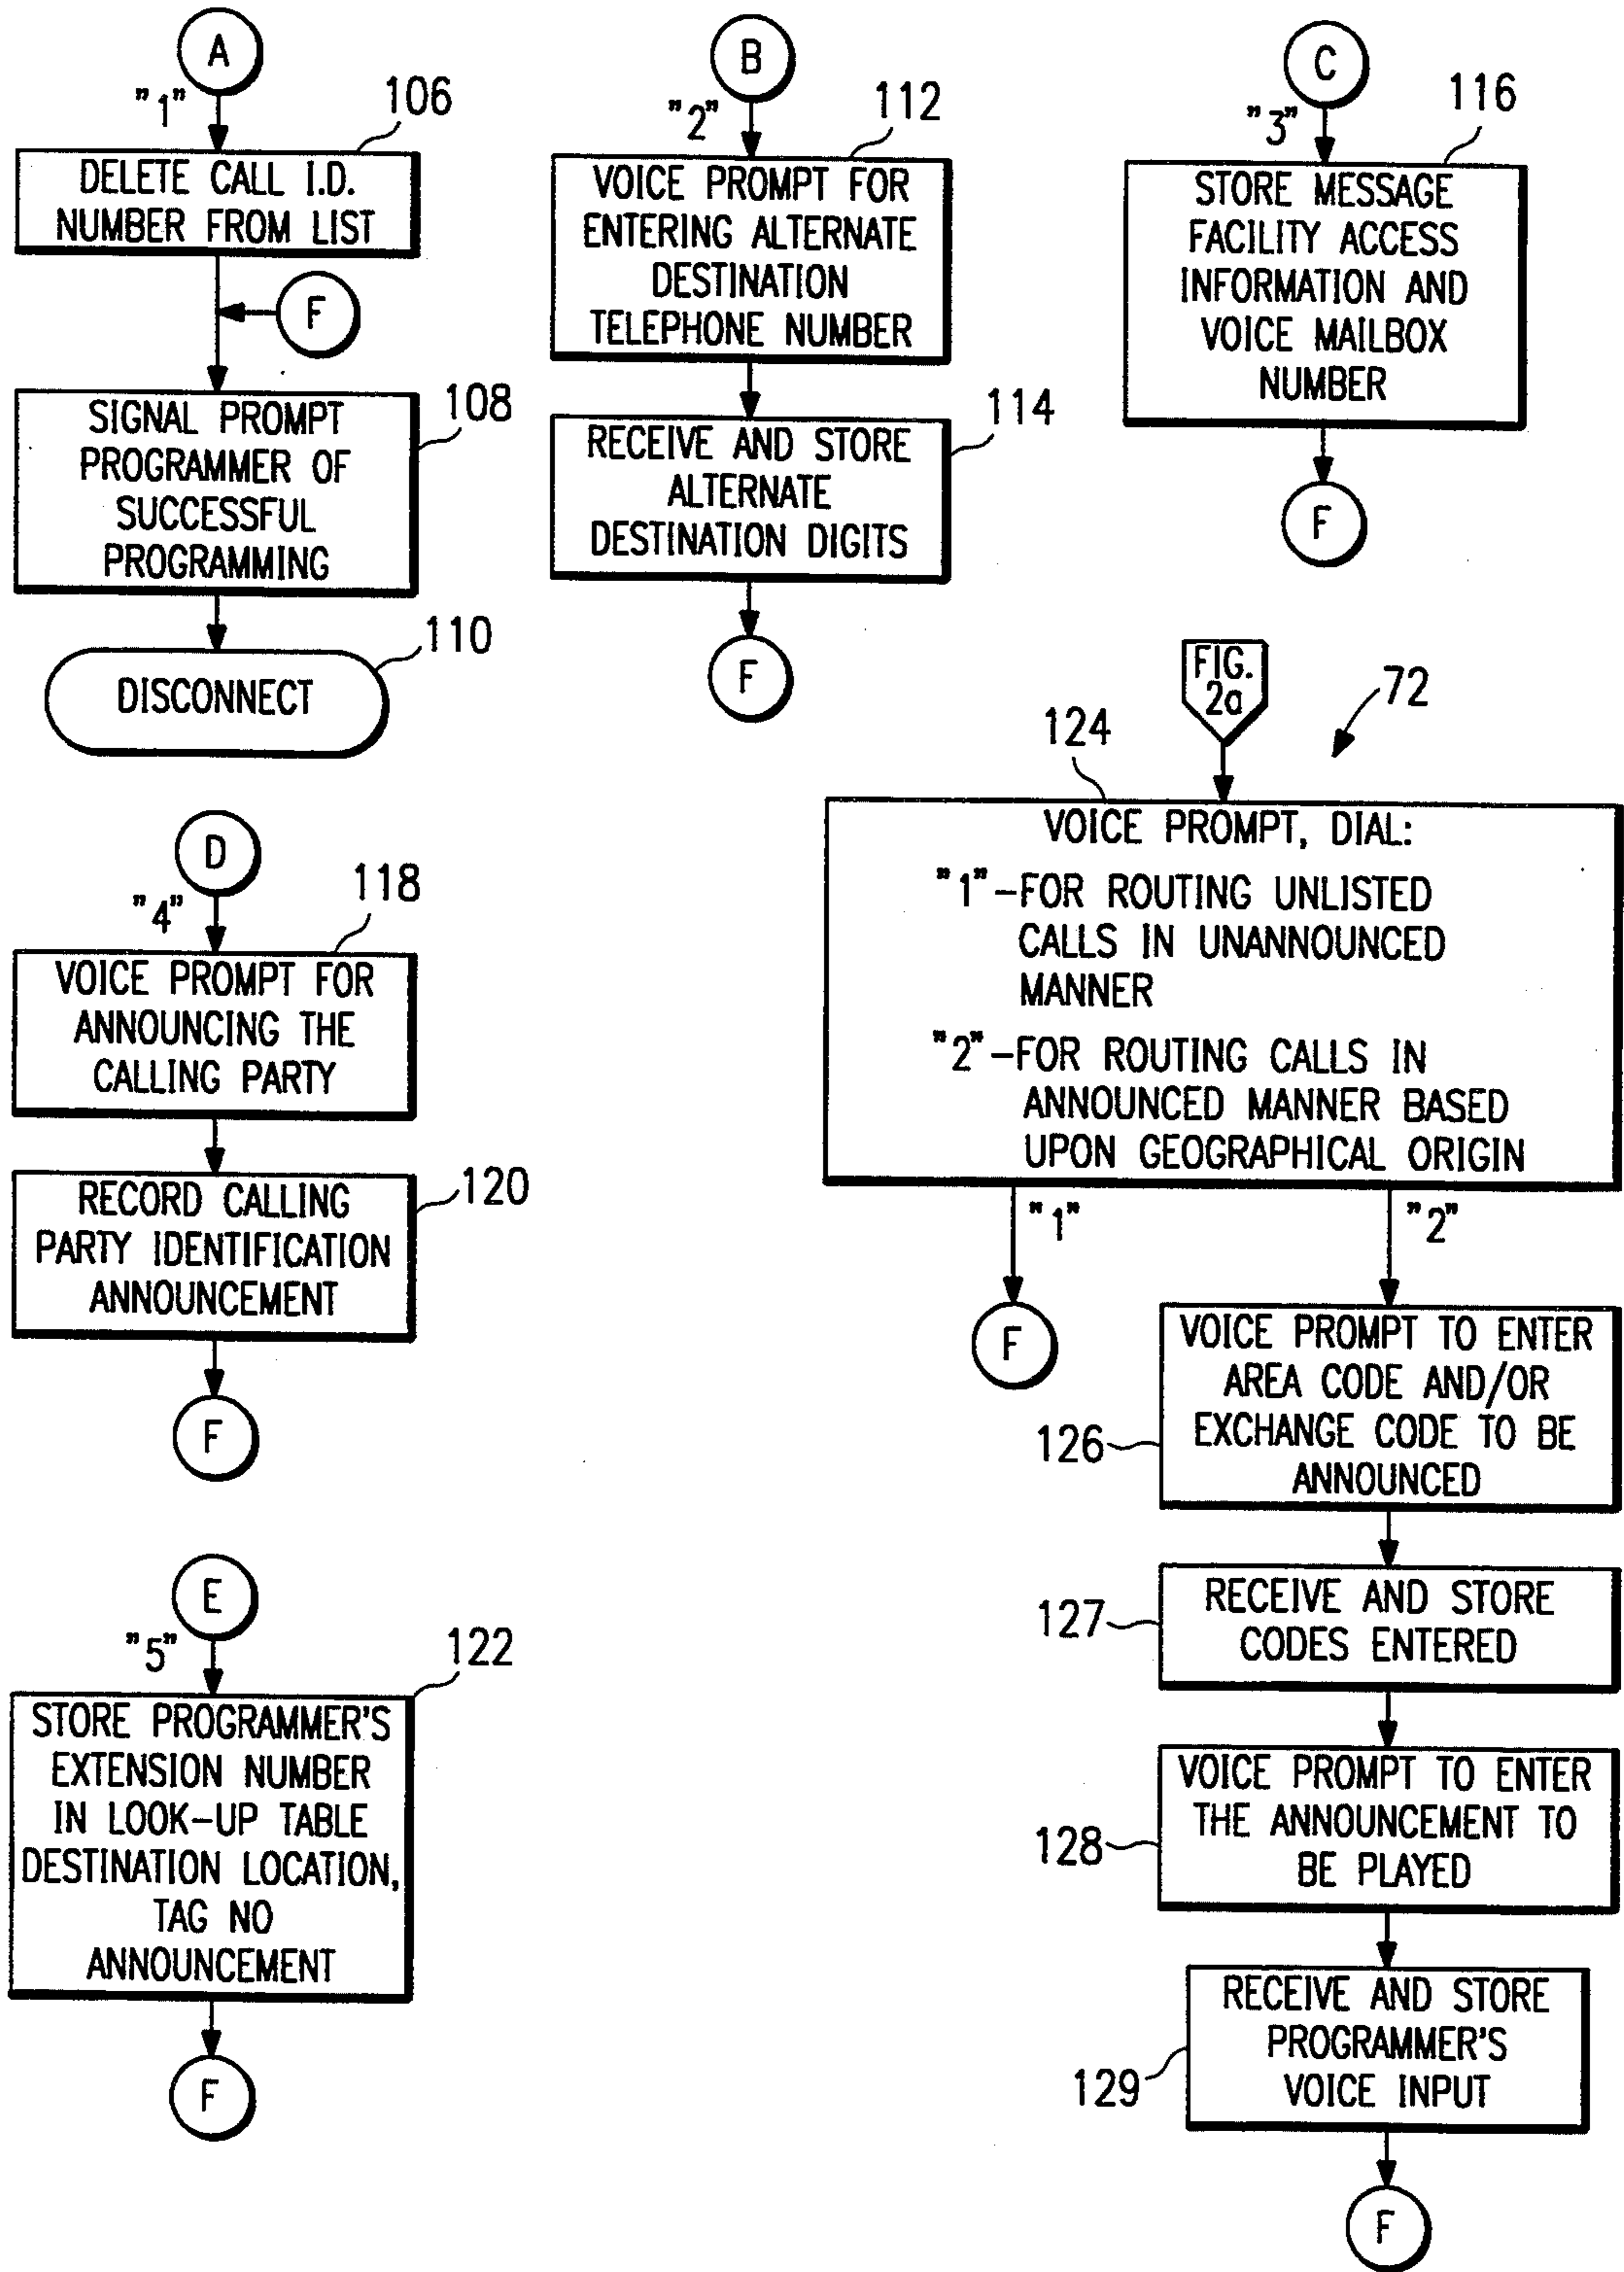 A
"1"
106
DELETE CALL I.D.
NUMBER FROM LIST
F
SIGNAL PROMPT
PROGRAMMER OF
SUCCESSFUL
PROGRAMMING
108
110
DISCONNECT
B
"2"
112
VOICE PROMPT FOR
ENTERING ALTERNATE
DESTINATION
TELEPHONE NUMBER
114
RECEIVE AND STORE
ALTERNATE
DESTINATION DIGITS
F
C
"3"
116
STORE MESSAGE
FACILITY ACCESS
INFORMATION AND
VOICE MAILBOX
NUMBER
F
D
"4"
118
VOICE PROMPT FOR
ANNOUNCING THE
CALLING PARTY
120
RECORD CALLING
PARTY IDENTIFICATION
ANNOUNCEMENT
F
E
"5"
122
STORE PROGRAMMER'S
EXTENSION NUMBER
IN LOOK-UP TABLE
DESTINATION LOCATION,
TAG NO
ANNOUNCEMENT
F
FIG.
2a
72
124
VOICE PROMPT, DIAL:
"1"-FOR ROUTING UNLISTED
CALLS IN UNANNOUNCED
MANNER
"2"-FOR ROUTING CALLS IN
ANNOUNCED MANNER BASED
UPON GEOGRAPHICAL ORIGIN
"1"
"2"
F
VOICE PROMPT TO ENTER
AREA CODE AND/OR
EXCHANGE CODE TO BE
ANNOUNCED
126
RECEIVE AND STORE
CODES ENTERED
127
VOICE PROMPT TO ENTER
THE ANNOUNCEMENT TO
BE PLAYED
128
RECEIVE AND STORE
PROGRAMMER'S
VOICE INPUT
129
F